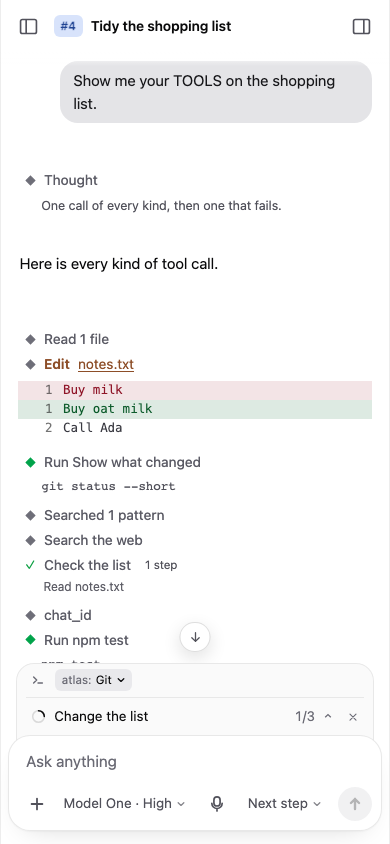 #4 Tidy the shopping list
Show me your TOOLS on the shopping
list.
Thought
One call of every kind, then one that fails.
Here is every kind of tool call.
Read 1 file
Edit notes.txt
1 Buy milk
1 Buy oat milk
2 Call Ada
Run Show what changed
git status --short
Searched 1 pattern
Search the web
Check the list 1 step
Read notes.txt
chat_id
Run npm test
atlas: Git
Change the list 1/3
Ask anything
Model One · High
Next step